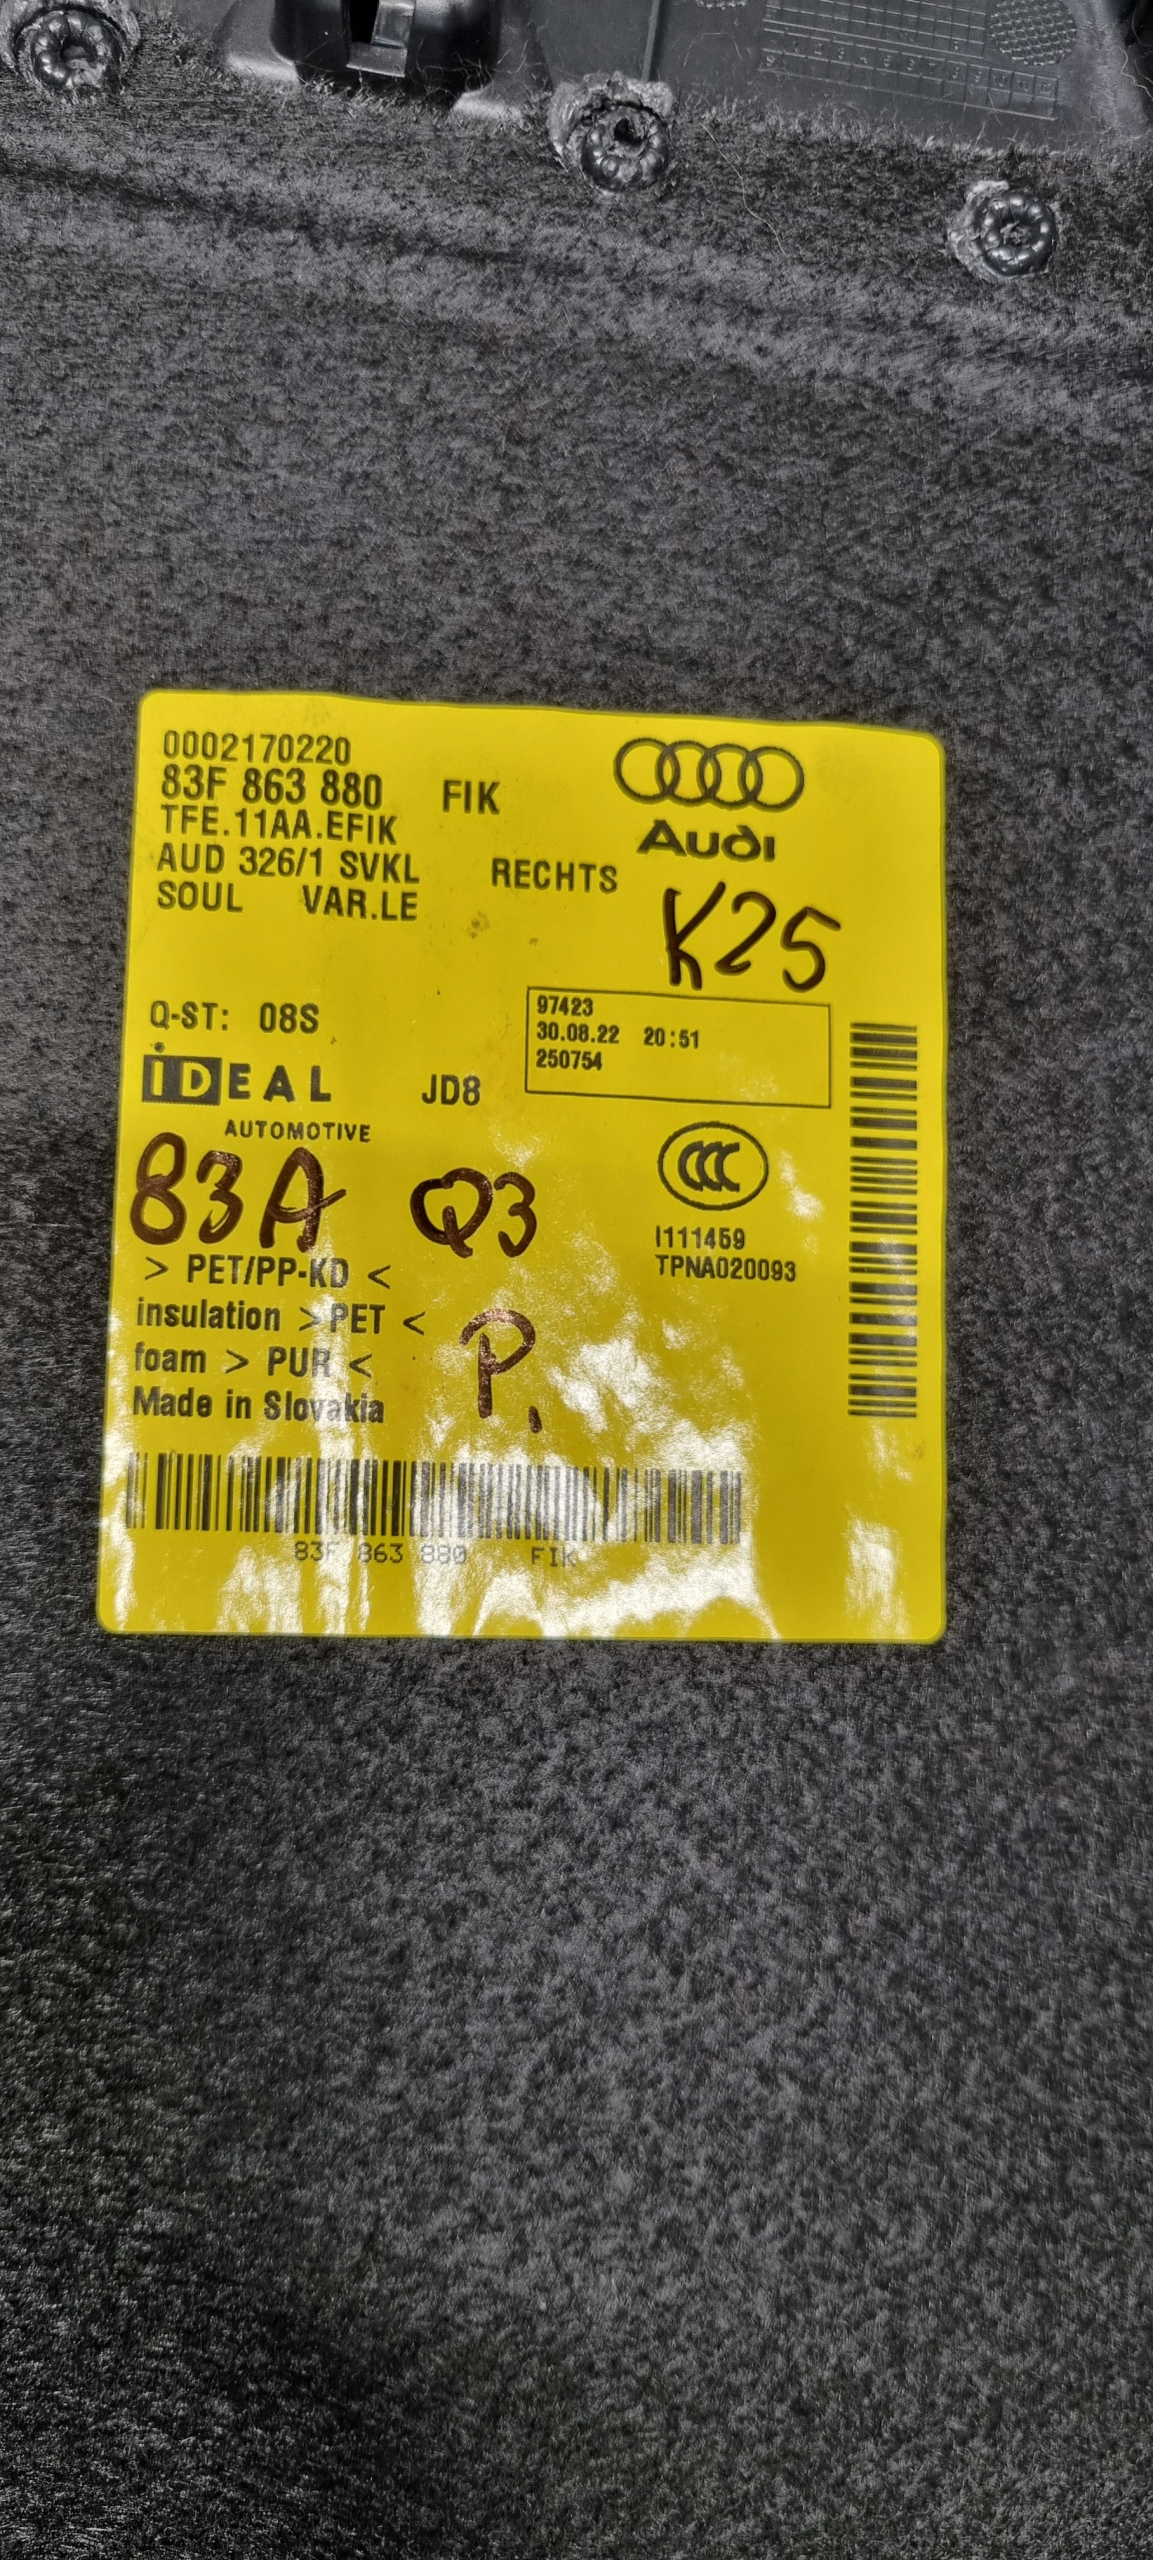 0002170220
83F 863 880 FIK
TFE.11AA.EFIK
AUD 326/1 SVKL RECHTS
SOUL VAR.LE
Audi
K25
Q-ST: 08S
97423
30.08.22 20:51
250754
iDEAL JD8
AUTOMOTIVE
83A Q3
CCC
I111459
TPNA020093
> PET/PP-KD <
insulation > PET <
foam > PUR <
P.
Made in Slovakia
83F 863 880 FIK